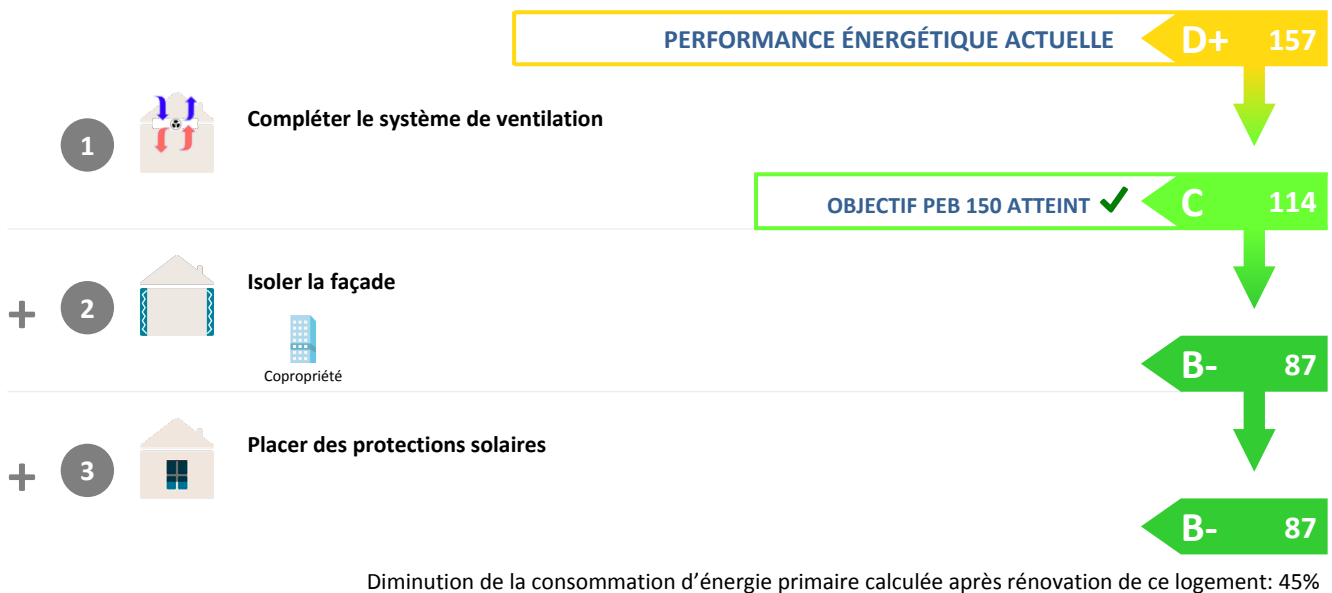 PERFORMANCE ÉNERGÉTIQUE ACTUELLE D+ 157
1 Compléter le système de ventilation
OBJECTIF PEB 150 ATTEINT ✓ C 114
+ 2 Isoler la façade
Copropriété
B- 87
+ 3 Placer des protections solaires
B- 87
Diminution de la consommation d’énergie primaire calculée après rénovation de ce logement: 45%